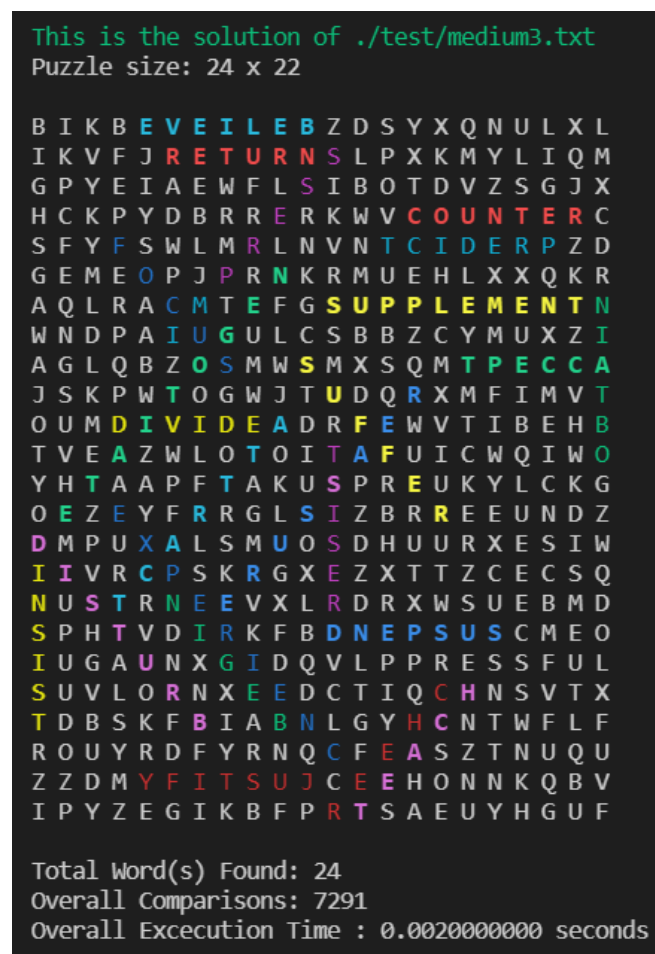 This is the solution of ./test/medium3.txt
Puzzle size: 24 x 22
B I K B E V E I L E B Z D S Y X Q N U L X L
I K V F J R E T U R N S L P X K M Y L I Q M
G P Y E I A E W F L S I B O T D V Z S G J X
H C K P Y D B R R E R K W V C O U N T E R C
S F Y F S W L M R L N V N T C I D E R P Z D
G E M E O P J P R N K R M U E H L X X Q K R
A Q L R A C M T E F G S U P P L E M E N T N
W N D P A I U G U L C S B B Z C Y M U X Z I
A G L Q B Z O S M W S M X S Q M T P E C C A
J S K P W T O G W J T U D Q R X M F I M V T
O U M D I V I D E A D R F E W V T I B E H B
T V E A Z W L O T O I T A F U I C W Q I W O
Y H T A A P F T A K U S P R E U K Y L C K G
O E Z E Y F R R G L S I Z B R R E E U N D Z
D M P U X A L S M U O S D H U U R X E S I W
I I V R C P S K R G X E Z X T T Z C E C S Q
N U S T R N E E V X L R D R X W S U E B M D
S P H T V D I R K F B D N E P S U S C M E O
I U G A U N X G I D Q V L P P R E S S F U L
S U V L O R N X E E D C T I Q C H N S V T X
T D B S K F B I A B N L G Y H C N T W F L F
R O U Y R D F Y R N Q C F E A S Z T N U Q U
Z Z D M Y F I T S U J C E E H O N N K Q B V
I P Y Z E G I K B F P R T S A E U Y H G U F
Total Word(s) Found: 24
Overall Comparisons: 7291
Overall Excecution Time : 0.0020000000 seconds